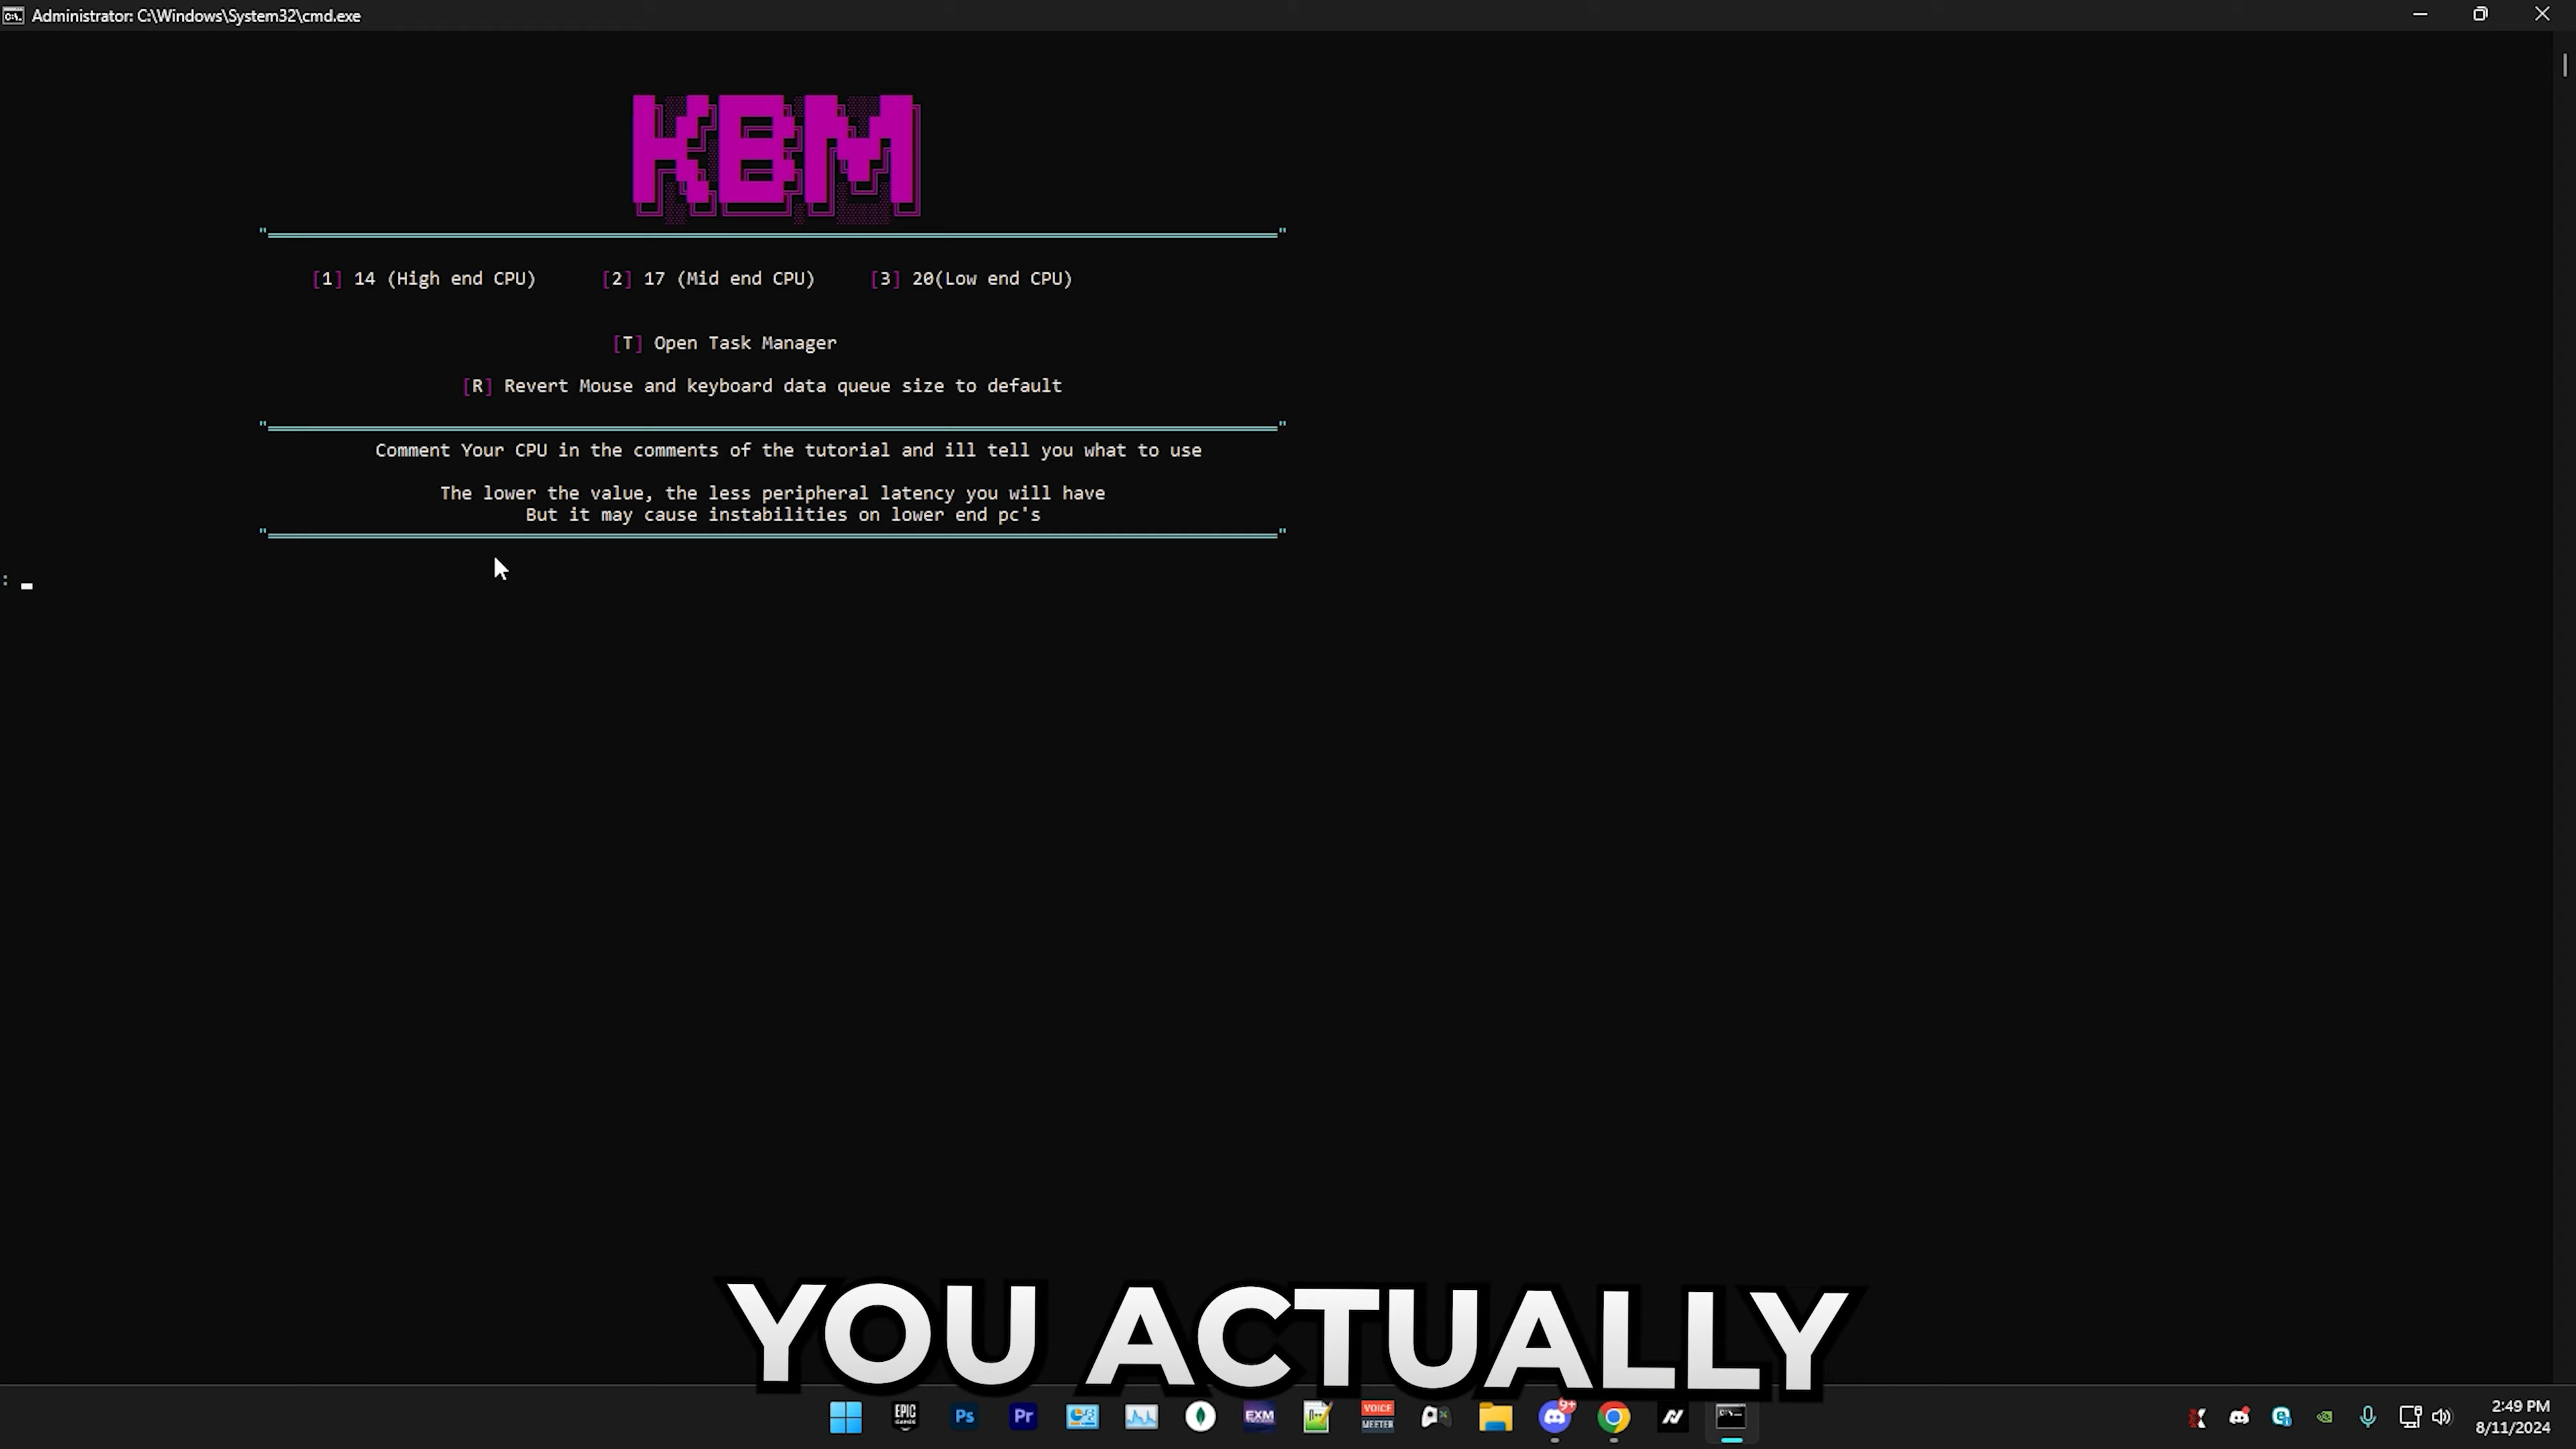 Administrator: C:\Windows\System32\cmd.exe
KBM
[1] 14 (High end CPU) [2] 17 (Mid end CPU) [3] 20(Low end CPU)
[T] Open Task Manager
[R] Revert Mouse and keyboard data queue size to default
Comment Your CPU in the comments of the tutorial and ill tell you what to use
The lower the value, the less peripheral latency you will have
But it may cause instabilities on lower end pc's
:
YOU ACTUALLY
EPIC GAMES
Ps
Pr
EXM
VOICE MEETER
9+
2:49 PM
8/11/2024